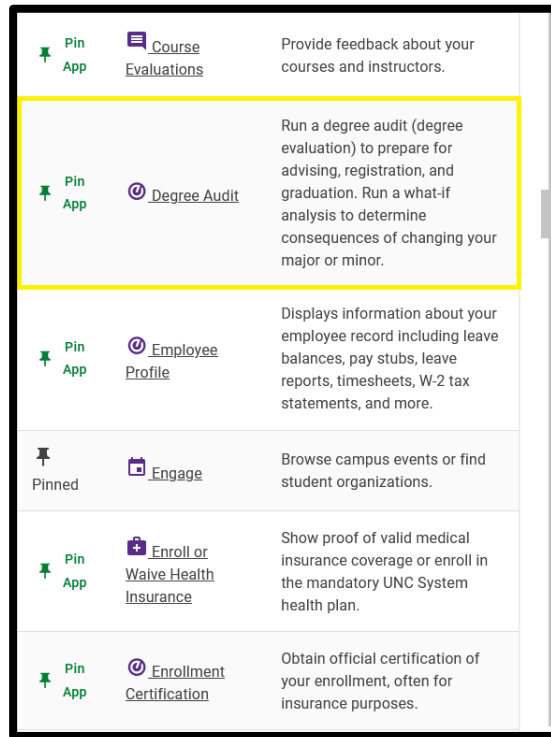 Pin
App
Course
Evaluations
Provide feedback about your
courses and instructors.
Pin
App
Degree Audit
Run a degree audit (degree
evaluation) to prepare for
advising, registration, and
graduation. Run a what-if
analysis to determine
consequences of changing your
major or minor.
Pin
App
Employee
Profile
Displays information about your
employee record including leave
balances, pay stubs, leave
reports, timesheets, W-2 tax
statements, and more.
Pinned
Engage
Browse campus events or find
student organizations.
Pin
App
Enroll or
Waive Health
Insurance
Show proof of valid medical
insurance coverage or enroll in
the mandatory UNC System
health plan.
Pin
App
Enrollment
Certification
Obtain official certification of
your enrollment, often for
insurance purposes.